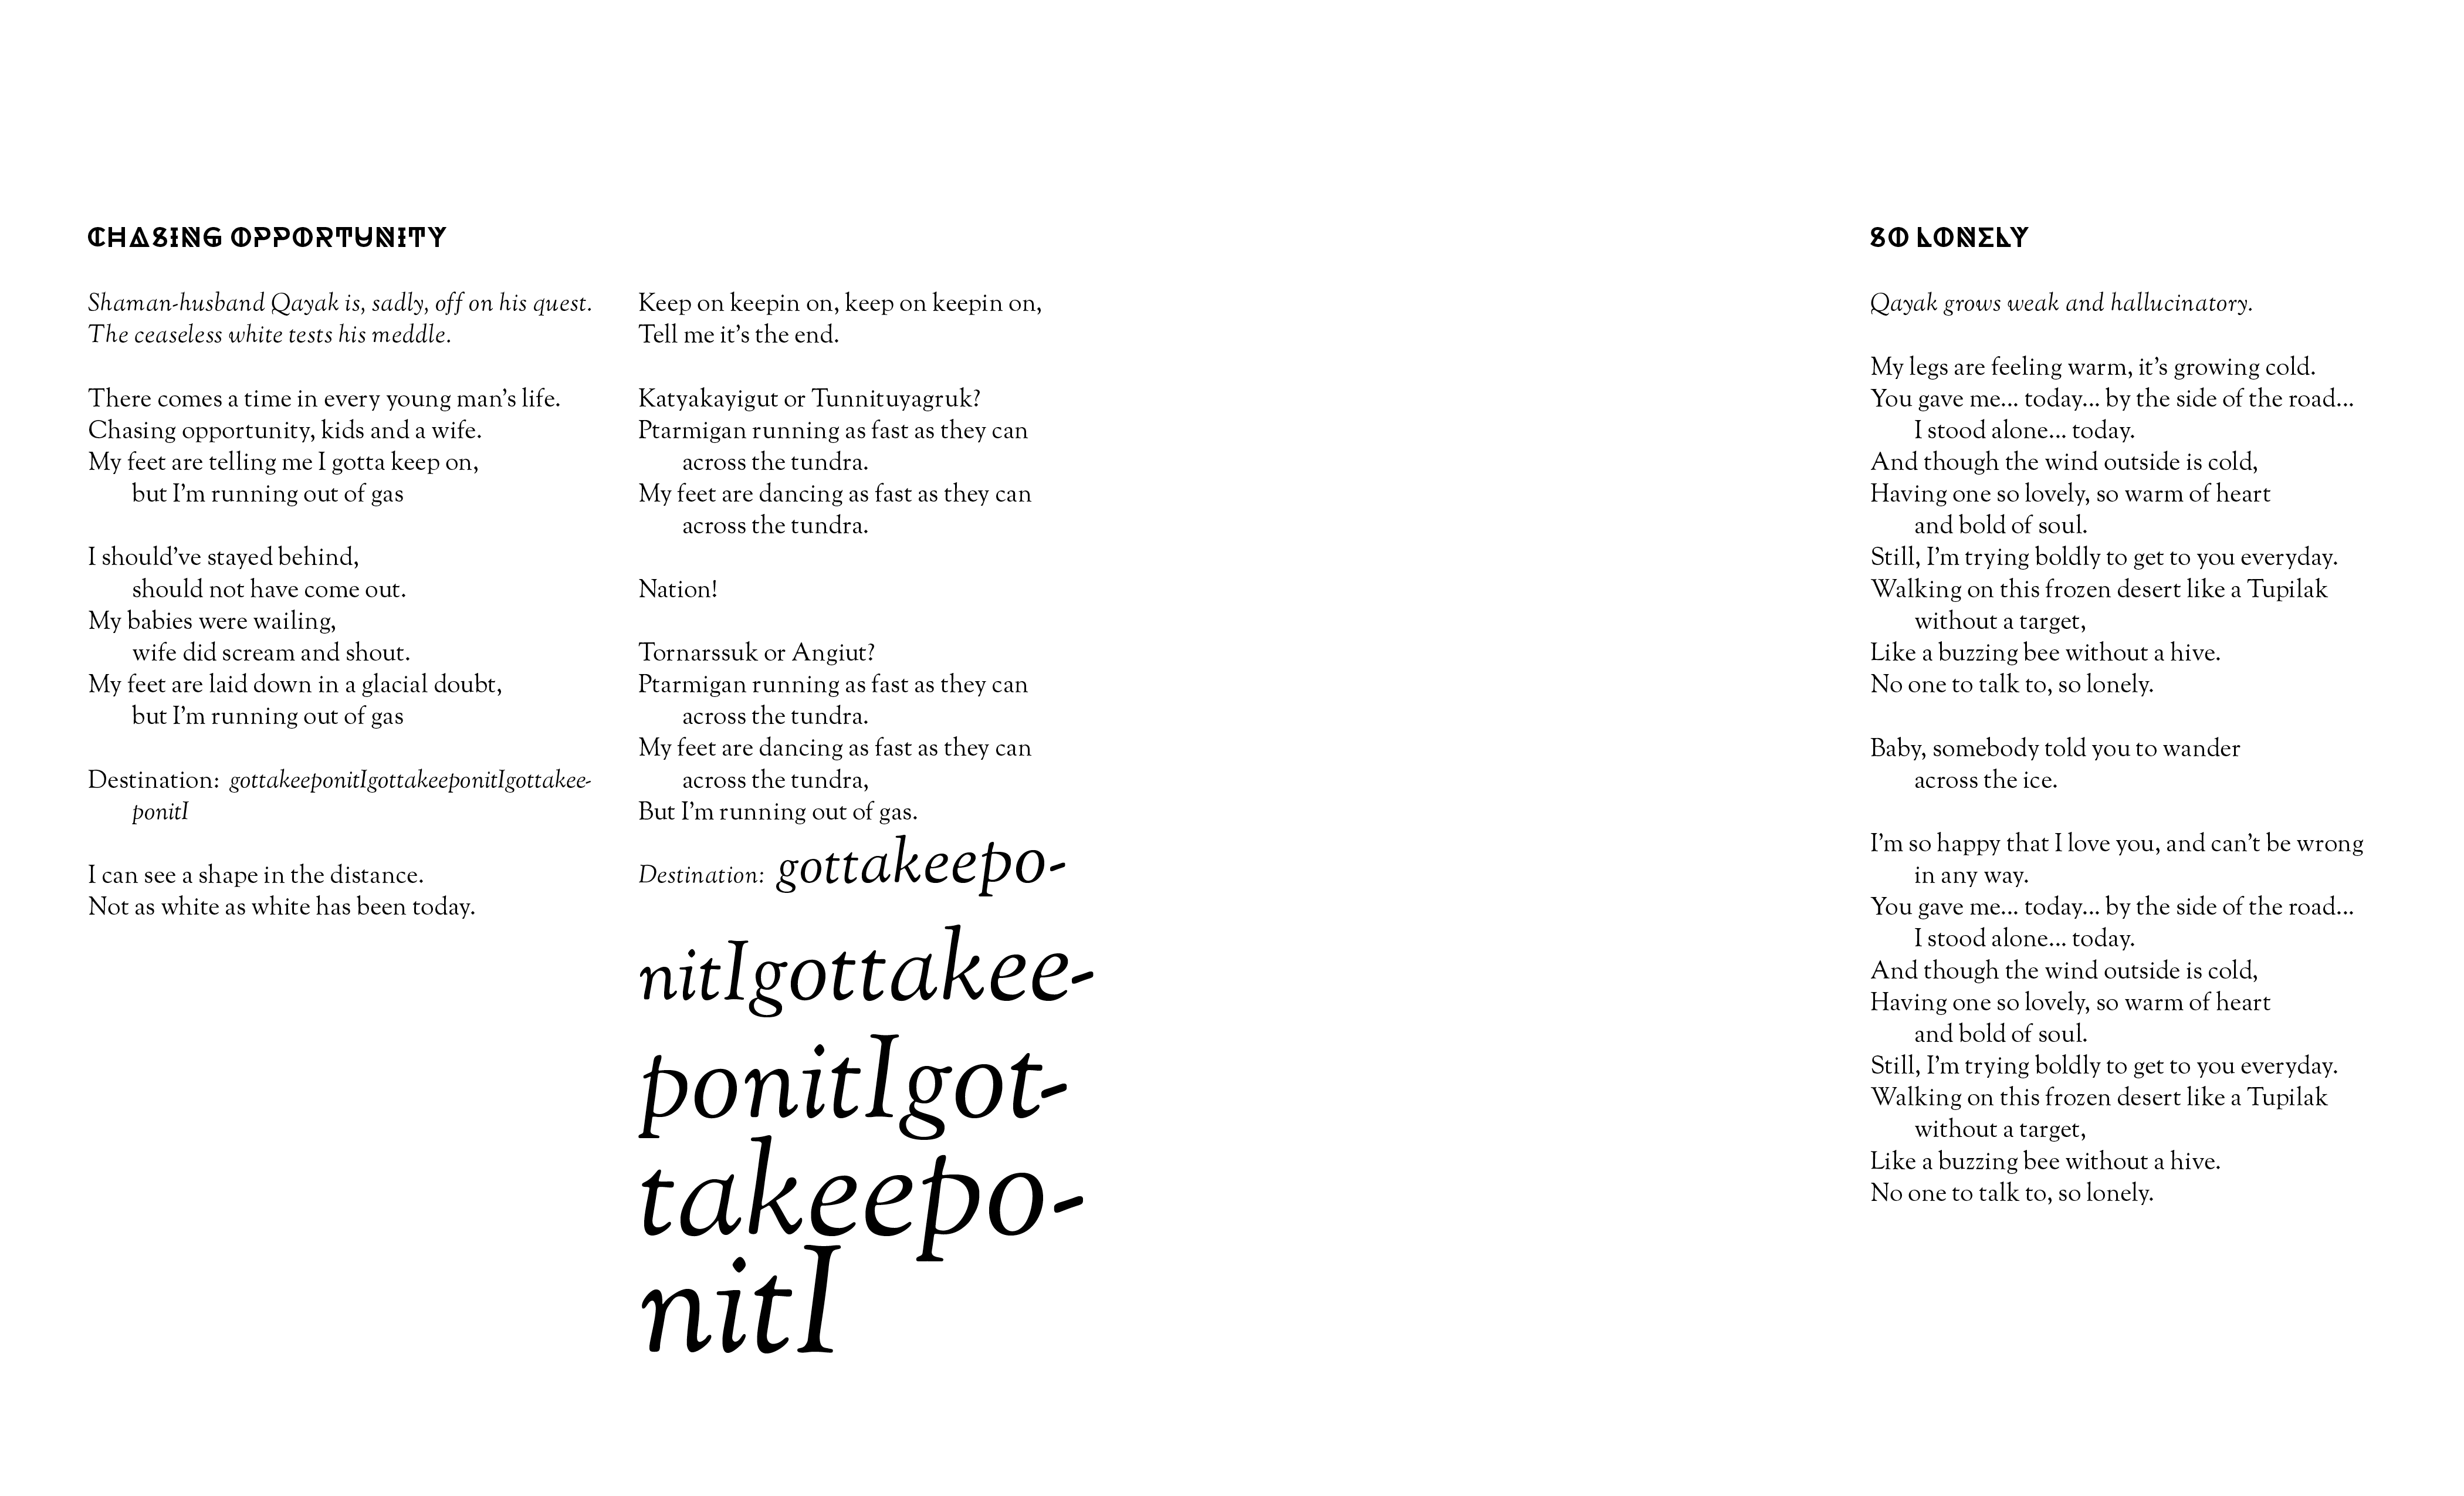 CHASING OPPORTUNITY
Shaman-husband Qayak is, sadly, off on his quest.
The ceaseless white tests his meddle.
There comes a time in every young man's life.
Chasing opportunity, kids and a wife.
My feet are telling me I gotta keep on,
but I'm running out of gas
I should've stayed behind,
should not have come out.
My babies were wailing,
wife did scream and shout.
My feet are laid down in a glacial doubt,
but I'm running out of gas
Destination: gottakeeponitIgottakeeponitIgottakee-
ponitI
I can see a shape in the distance.
Not as white as white has been today.
Keep on keepin on, keep on keepin on,
Tell me it's the end.
Katyakayigut or Tunnituyagruk?
Ptarmigan running as fast as they can
across the tundra.
My feet are dancing as fast as they can
across the tundra.
Nation!
Tornarssuk or Angiut?
Ptarmigan running as fast as they can
across the tundra.
My feet are dancing as fast as they can
across the tundra,
But I'm running out of gas.
Destination: gottakeepo-
nitIgottakee-
ponitIgot-
takeepo-
nitI
SO LONELY
Qayak grows weak and hallucinatory.
My legs are feeling warm, it's growing cold.
You gave me... today... by the side of the road...
I stood alone... today.
And though the wind outside is cold,
Having one so lovely, so warm of heart
and bold of soul.
Still, I'm trying boldly to get to you everyday.
Walking on this frozen desert like a Tupilak
without a target,
Like a buzzing bee without a hive.
No one to talk to, so lonely.
Baby, somebody told you to wander
across the ice.
I'm so happy that I love you, and can't be wrong
in any way.
You gave me... today... by the side of the road...
I stood alone... today.
And though the wind outside is cold,
Having one so lovely, so warm of heart
and bold of soul.
Still, I'm trying boldly to get to you everyday.
Walking on this frozen desert like a Tupilak
without a target,
Like a buzzing bee without a hive.
No one to talk to, so lonely.